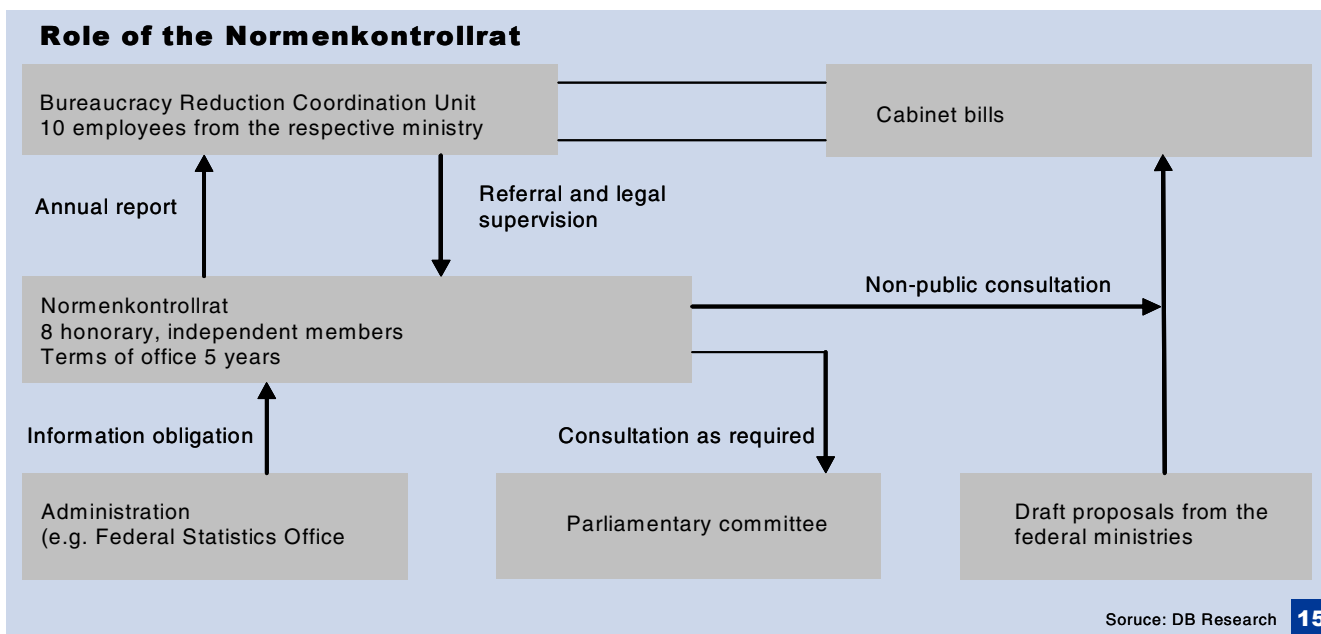 Role of the Normenkontrollrat
Bureaucracy Reduction Coordination Unit
10 employees from the respective ministry
Cabinet bills
Annual report
Referral and legal
supervision
Normenkontrollrat
8 honorary, independent members
Terms of office 5 years
Non-public consultation
Information obligation
Consultation as required
Administration
(e.g. Federal Statistics Office
Parliamentary committee
Draft proposals from the
federal ministries
Soruce: DB Research
15